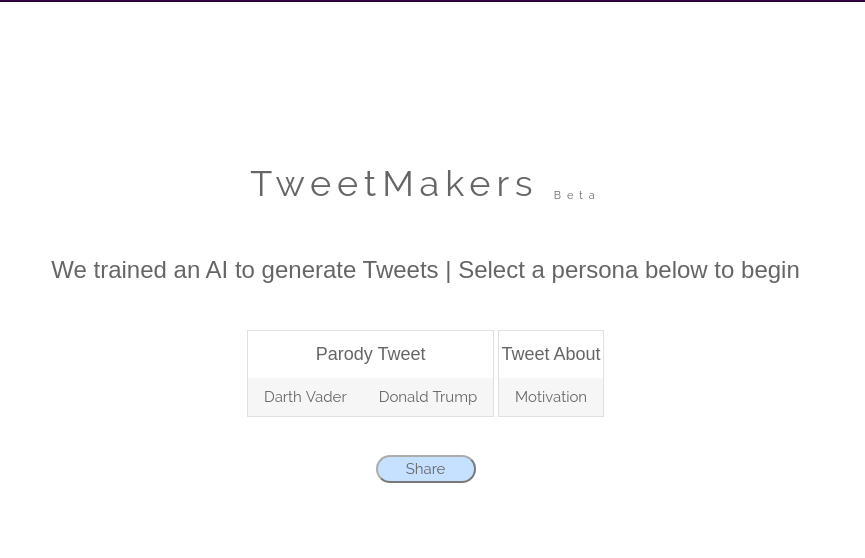 TweetMakers Beta
We trained an AI to generate Tweets | Select a persona below to begin
Parody Tweet Tweet About
Darth Vader Donald Trump Motivation
Share